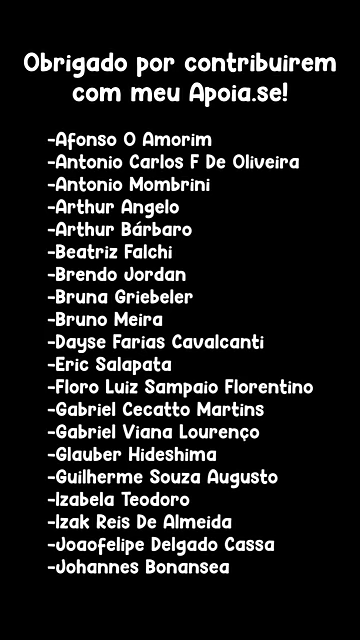 Obrigado por contribuirem
com meu Apoia.se!
-Afonso O Amorim
-Antonio Carlos F De Oliveira
-Antonio Mombrini
-Arthur Angelo
-Arthur Bárbaro
-Beatriz Falchi
-Brendo Jordan
-Bruna Griebeler
-Bruno Meira
-Dayse Farias Cavalcanti
-Eric Salapata
-Floro Luiz Sampaio Florentino
-Gabriel Cecatto Martins
-Gabriel Viana Lourenço
-Glauber Hideshima
-Guilherme Souza Augusto
-Izabela Teodoro
-Izak Reis De Almeida
-Joaofelipe Delgado Cassa
-Johannes Bonansea